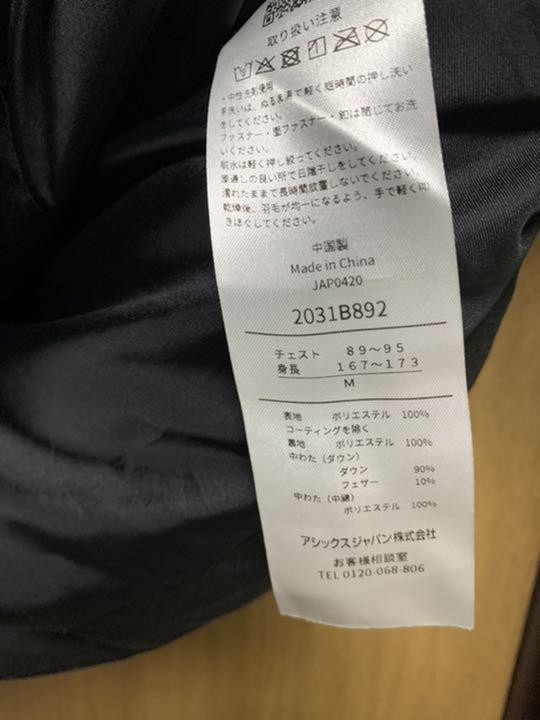 取り扱い注意
・中性洗剤使用
手洗いは、ぬるま湯で軽く短時間の押し洗い
をしてください。
ファスナー・面ファスナー・釦は閉じてお洗
いください。
脱水は軽く押し絞ってください。
風通しの良い所で日陰干しをしてください。
濡れたままで長時間放置しないでください。
乾燥後、羽毛が均一になるよう、手で軽く叩
きほぐしてください。
中国製
Made in China
JAP0420
2031B892
チェスト 89～95
身長 167～173
M
表地 ポリエステル 100%
コーティングを除く
裏地 ポリエステル 100%
中わた(ダウン)
ダウン 90%
フェザー 10%
中わた(中綿)
ポリエステル 100%
アシックスジャパン株式会社
お客様相談室
TEL 0120-068-806